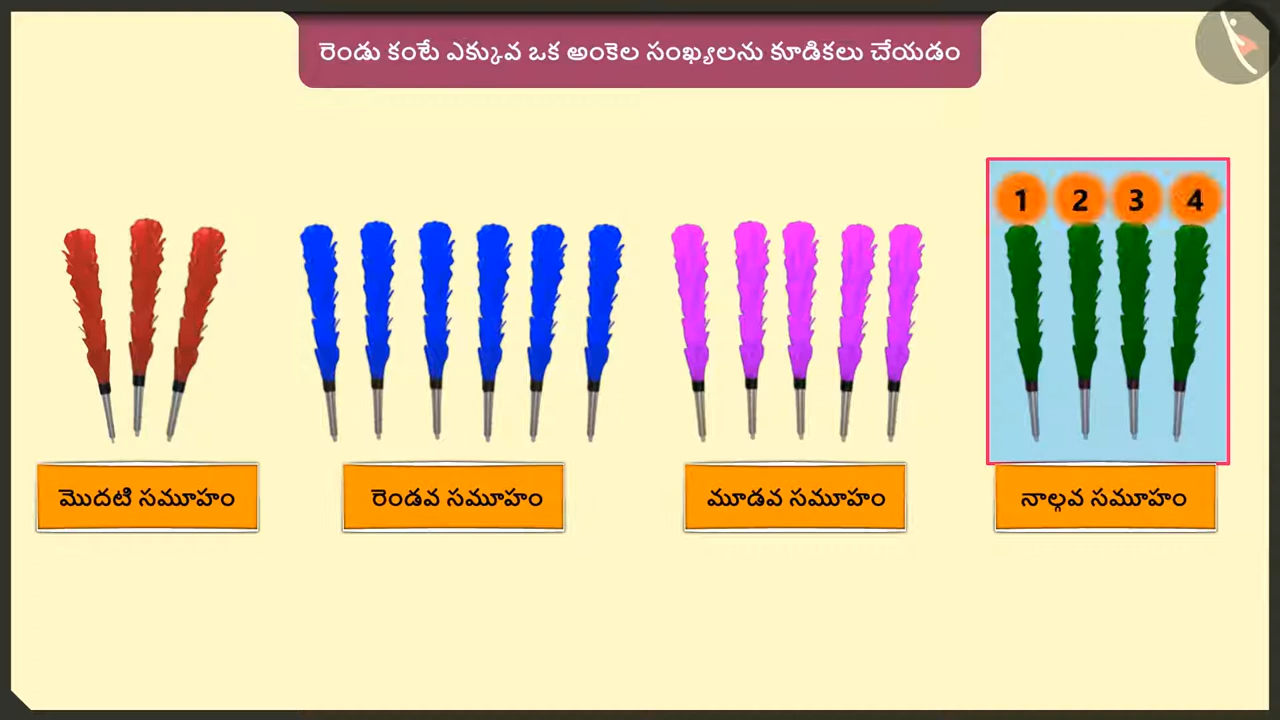 రెండు కంటే ఎక్కువ ఒక అంకెల సంఖ్యలను కూడికలు చేయడం
1 2 3 4
మొదటి సమూహం
రెండవ సమూహం
మూడవ సమూహం
నాల్గవ సమూహం